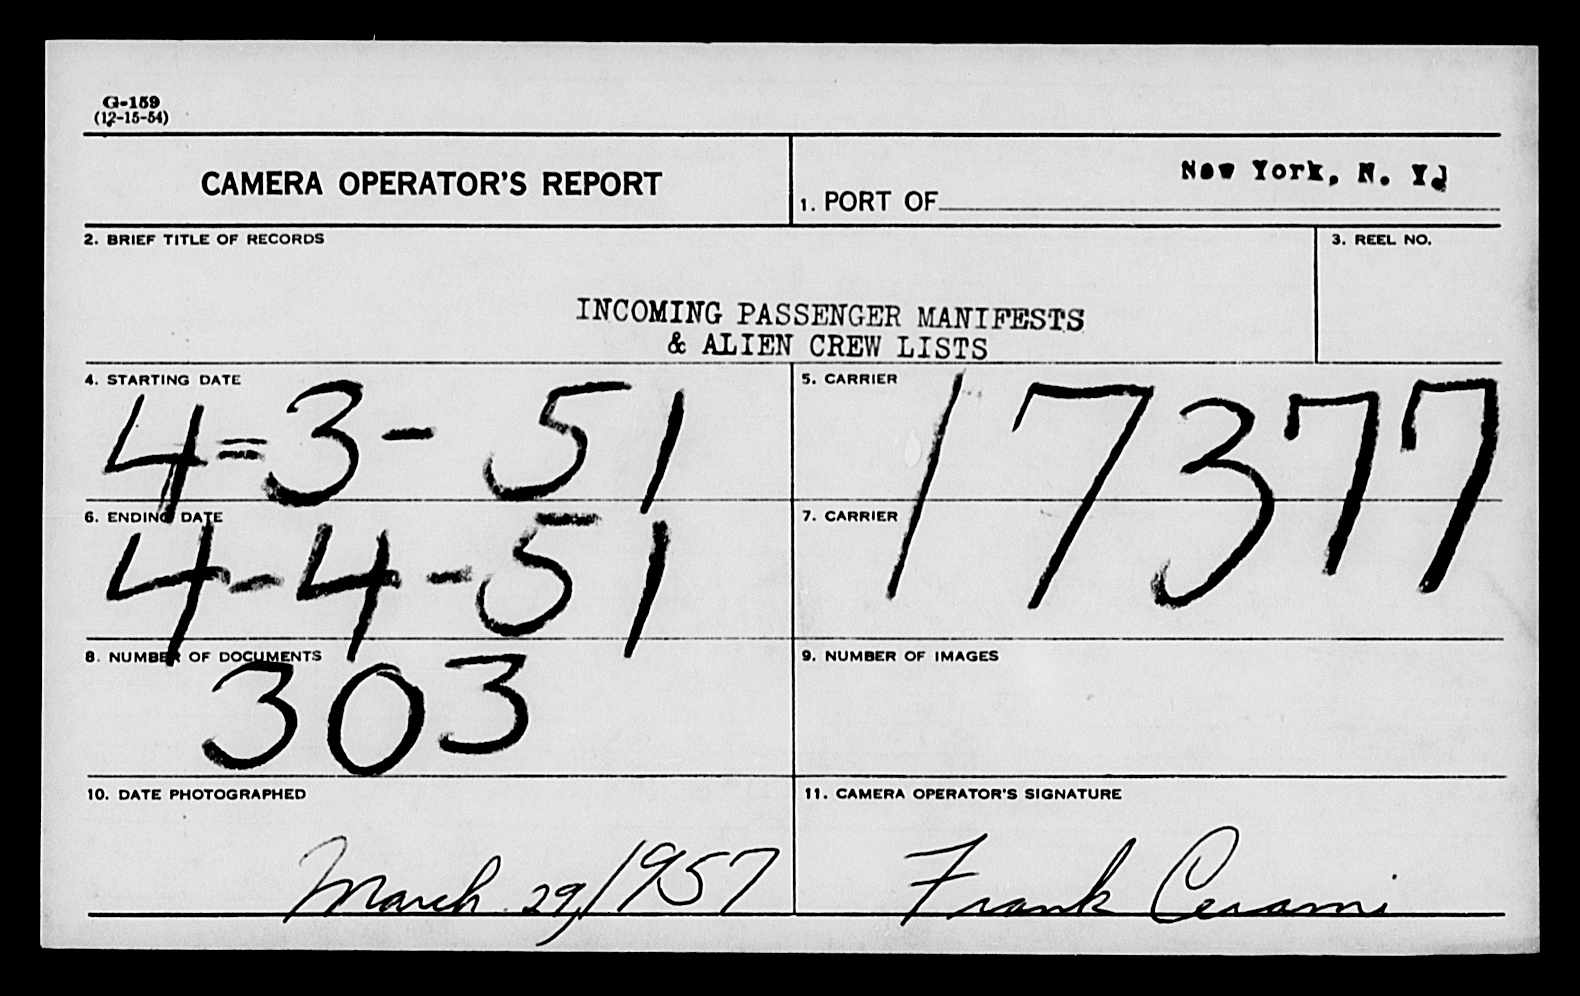 G-159
(12-15-54)
CAMERA OPERATOR'S REPORT
1. PORT OF New York, N. Y.
2. BRIEF TITLE OF RECORDS
3. REEL NO.
INCOMING PASSENGER MANIFESTS
& ALIEN CREW LISTS
4. STARTING DATE
4-3-51
5. CARRIER
17377
6. ENDING DATE
4-4-51
7. CARRIER
8. NUMBER OF DOCUMENTS
303
9. NUMBER OF IMAGES
10. DATE PHOTOGRAPHED
March 29, 1957
11. CAMERA OPERATOR'S SIGNATURE
Frank Cerami